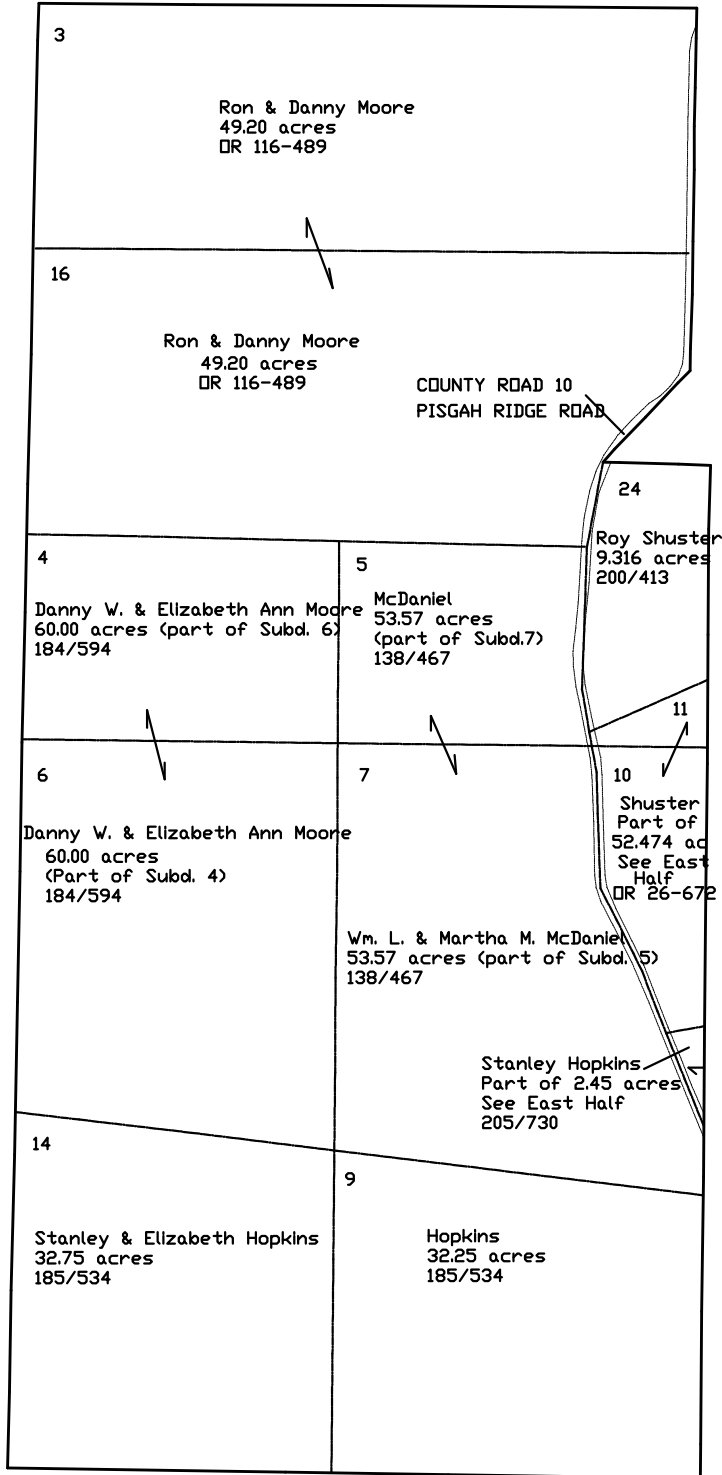 3
Ron & Danny Moore
49.20 acres
OR 116-489
16
Ron & Danny Moore
49.20 acres
OR 116-489
COUNTY ROAD 10
PISGAH RIDGE ROAD
24
Roy Shuster
9.316 acres
200/413
4
Danny W. & Elizabeth Ann Moore
60.00 acres (part of Subd. 6)
184/594
5
McDaniel
53.57 acres
(part of Subd.7)
138/467
11
6
Danny W. & Elizabeth Ann Moore
60.00 acres
(Part of Subd. 4)
184/594
7
Wm. L. & Martha M. McDaniel
53.57 acres (part of Subd. 5)
138/467
10
Shuster
Part of
52.474 ac
See East
Half
OR 26-672
Stanley Hopkins
Part of 2.45 acres
See East Half
205/730
14
Stanley & Elizabeth Hopkins
32.75 acres
185/534
9
Hopkins
32.25 acres
185/534